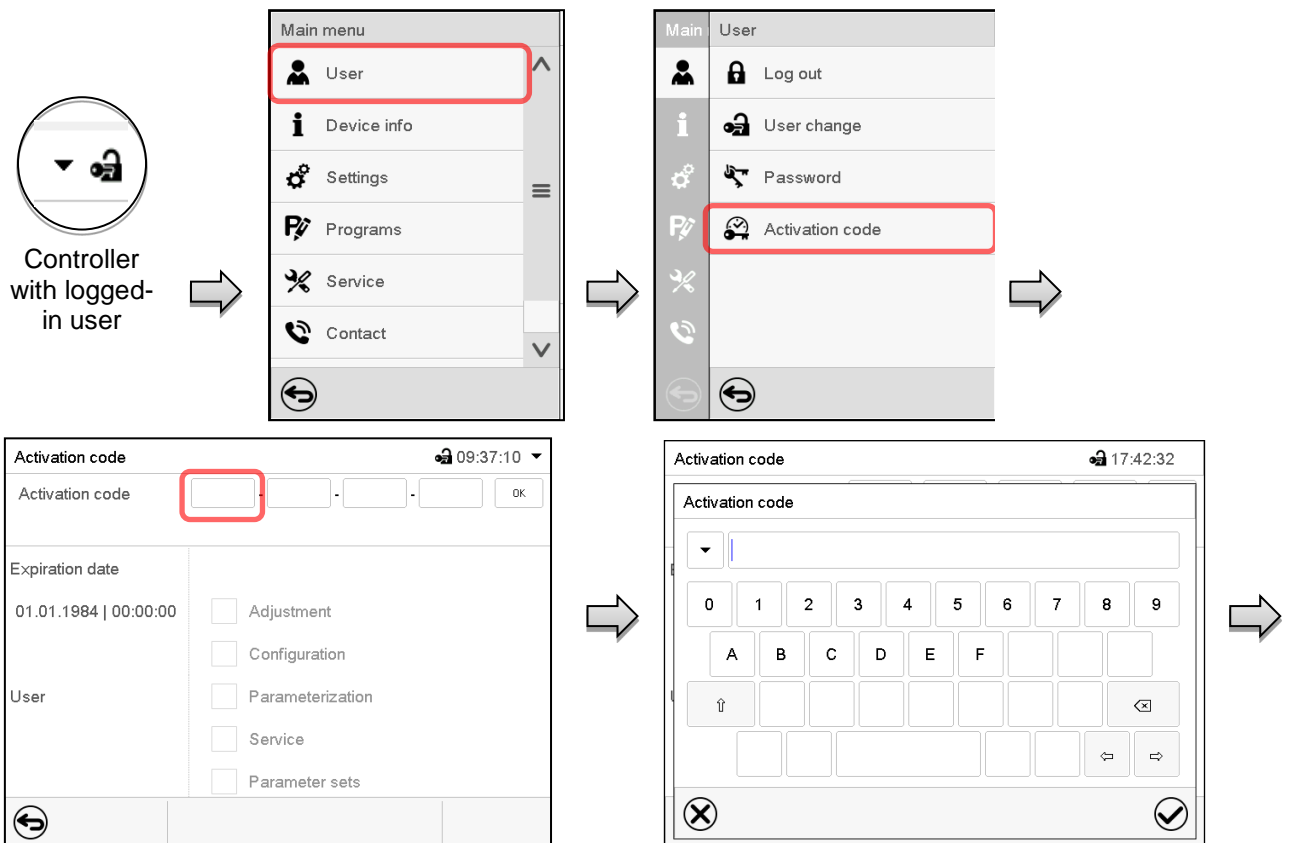 Controller
with logged-
in user
Main menu
User
Device info
Settings
Programs
Service
Contact
Main User
Log out
User change
Password
Activation code
Activation code 09:37:10
Activation code - - - OK
Expiration date
01.01.1984 | 00:00:00 Adjustment
Configuration
User Parameterization
Service
Parameter sets
Activation code 17:42:32
Activation code
0 1 2 3 4 5 6 7 8 9
A B C D E F